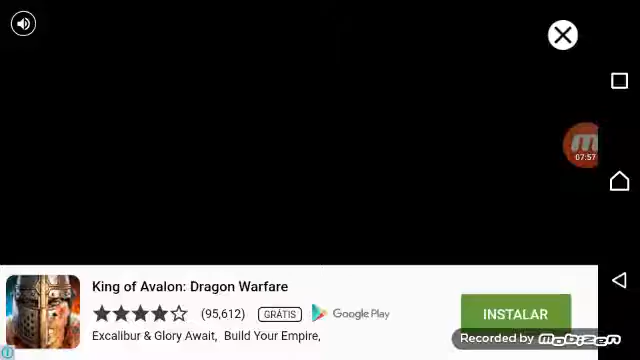 07:57
King of Avalon: Dragon Warfare
(95,612) GRÁTIS Google Play
INSTALAR
Excalibur & Glory Await, Build Your Empire,
Recorded by Mobizen